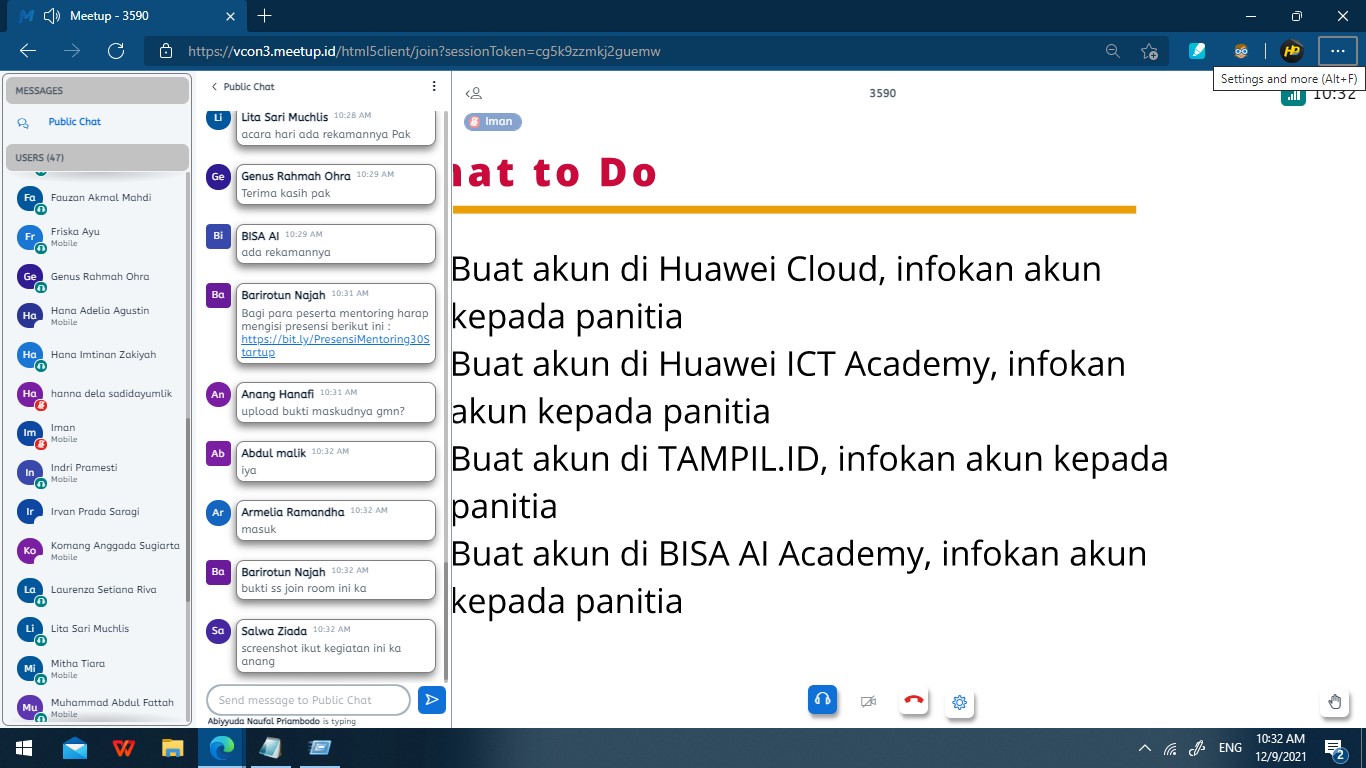 Meetup - 3590
https://vcon3.meetup.id/html5client/join?sessionToken=cg5k9zzmkj2guemw
Settings and more (Alt+F)
MESSAGES
Public Chat
USERS (47)
Fa Fauzan Akmal Mahdi
Fr Friska Ayu
Mobile
Ge Genus Rahmah Ohra
Ha Hana Adelia Agustin
Mobile
Ha Hana Imtinan Zakiyah
Ha hanna dela sadidayumlik
Im Iman
Mobile
In Indri Pramesti
Mobile
Ir Irvan Prada Saragi
Ko Komang Anggada Sugiarta
Mobile
La Laurenza Setiana Riva
Li Lita Sari Muchlis
Mi Mitha Tiara
Mobile
Mu Muhammad Abdul Fattah
Mobile
Public Chat
Li Lita Sari Muchlis 10:28 AM
acara hari ada rekamannya Pak
Ge Genus Rahmah Ohra 10:29 AM
Terima kasih pak
Bi BISA AI 10:29 AM
ada rekamannya
Ba Barirotun Najah 10:31 AM
Bagi para peserta mentoring harap
mengisi presensi berikut ini :
https://bit.ly/PresensiMentoring30S
tartup
An Anang Hanafi 10:31 AM
upload bukti maskudnya gmn?
Ab Abdul malik 10:32 AM
iya
Ar Armelia Ramandha 10:32 AM
masuk
Ba Barirotun Najah 10:32 AM
bukti ss join room ini ka
Sa Salwa Ziada 10:32 AM
screenshot ikut kegiatan ini ka
anang
Send message to Public Chat
Abiyyuda Naufal Priambodo is typing
3590
10:32
Iman
hat to Do
Buat akun di Huawei Cloud, infokan akun
kepada panitia
Buat akun di Huawei ICT Academy, infokan
akun kepada panitia
Buat akun di TAMPIL.ID, infokan akun kepada
panitia
Buat akun di BISA AI Academy, infokan akun
kepada panitia
ENG
10:32 AM
12/9/2021
2